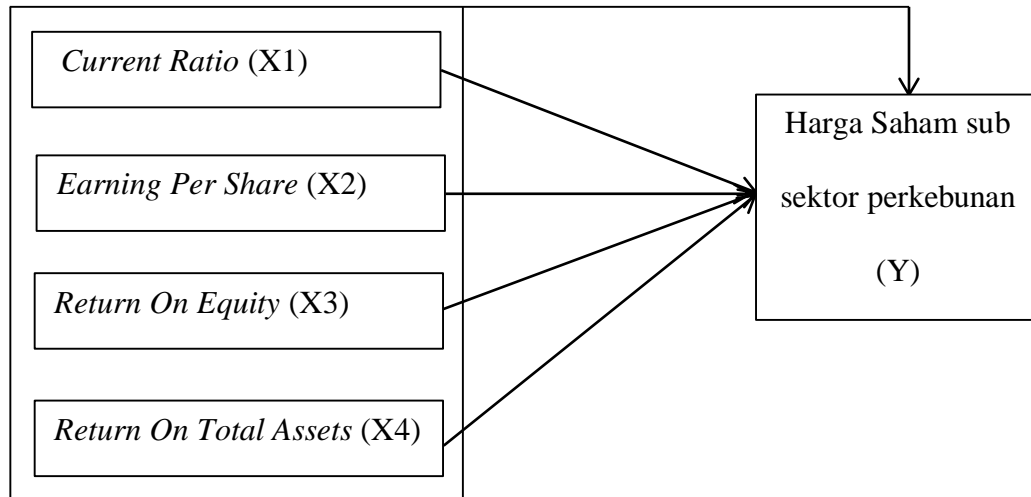 Current Ratio (X1)
Earning Per Share (X2)
Return On Equity (X3)
Return On Total Assets (X4)
Harga Saham sub
sektor perkebunan
(Y)